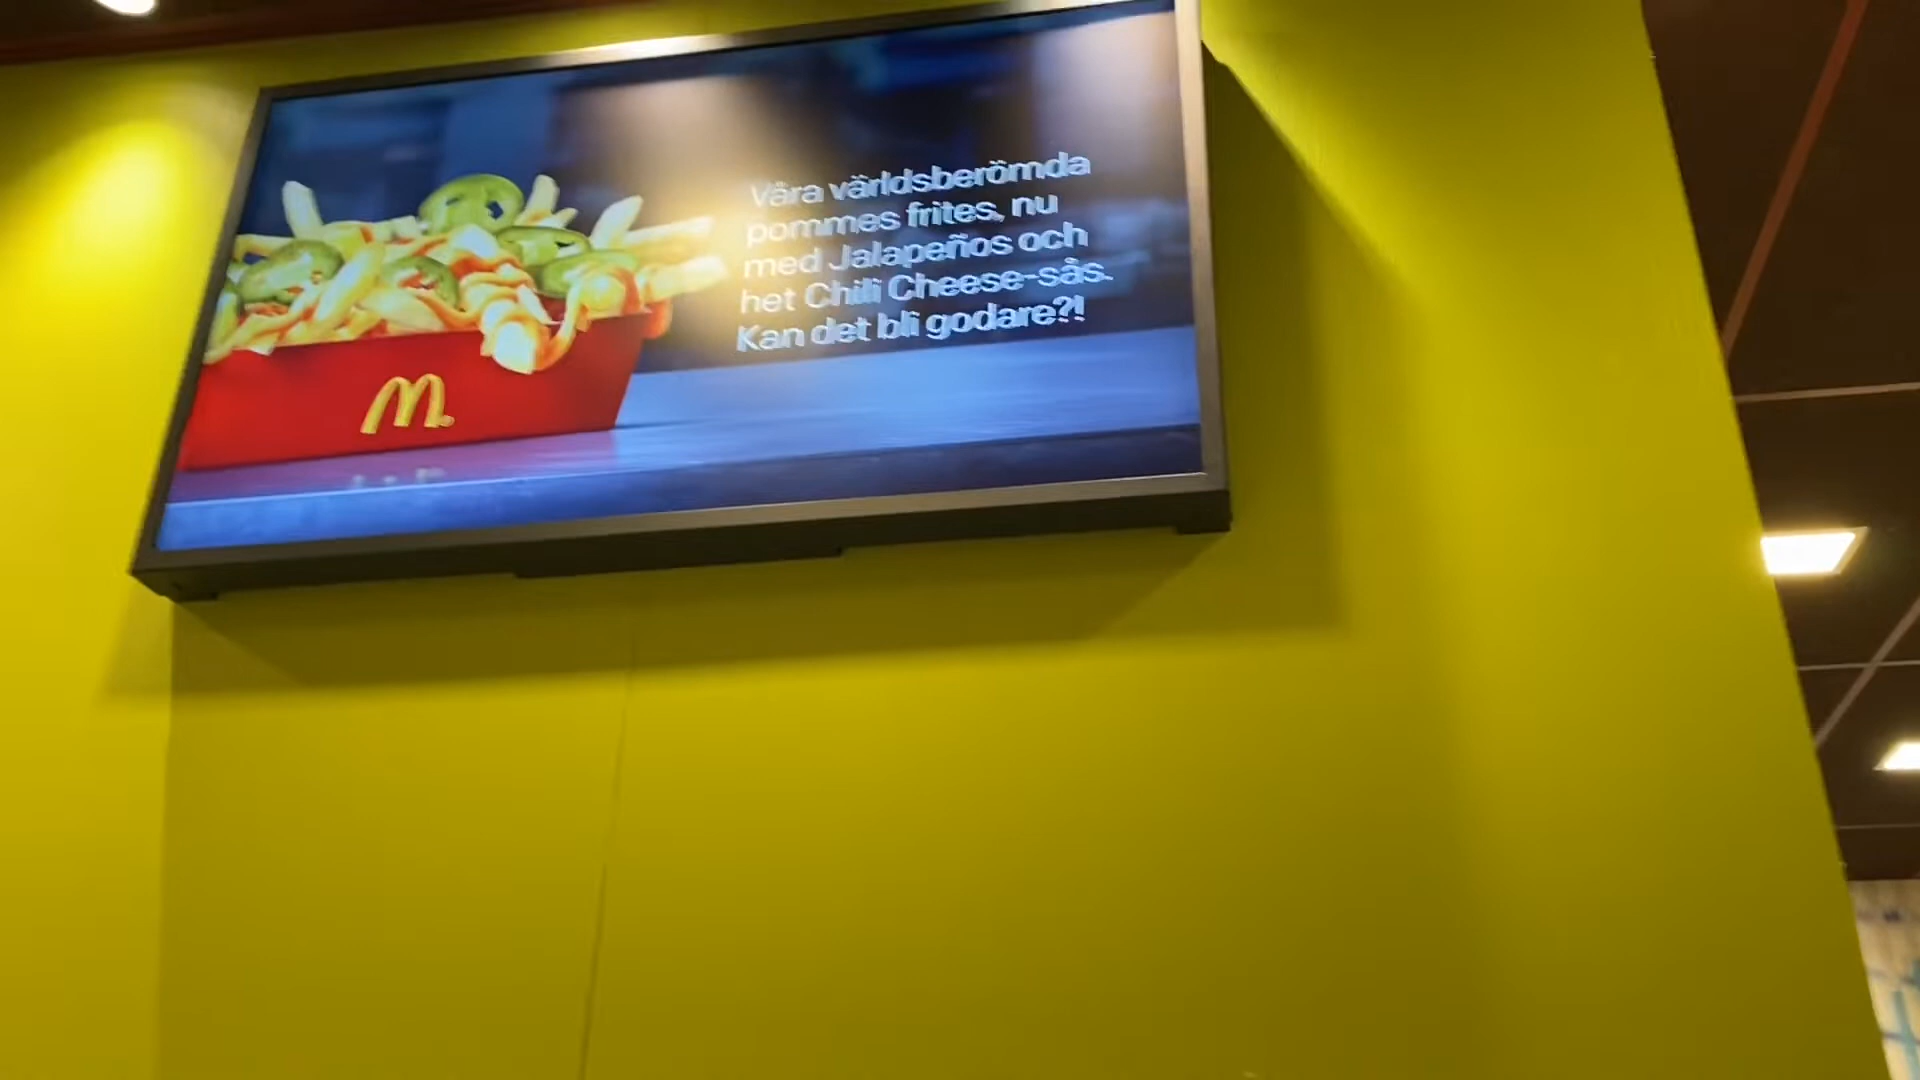 Våra världsberömda
pommes frites, nu
med Jalapeños och
het Chili Cheese-sås.
Kan det bli godare?!
M